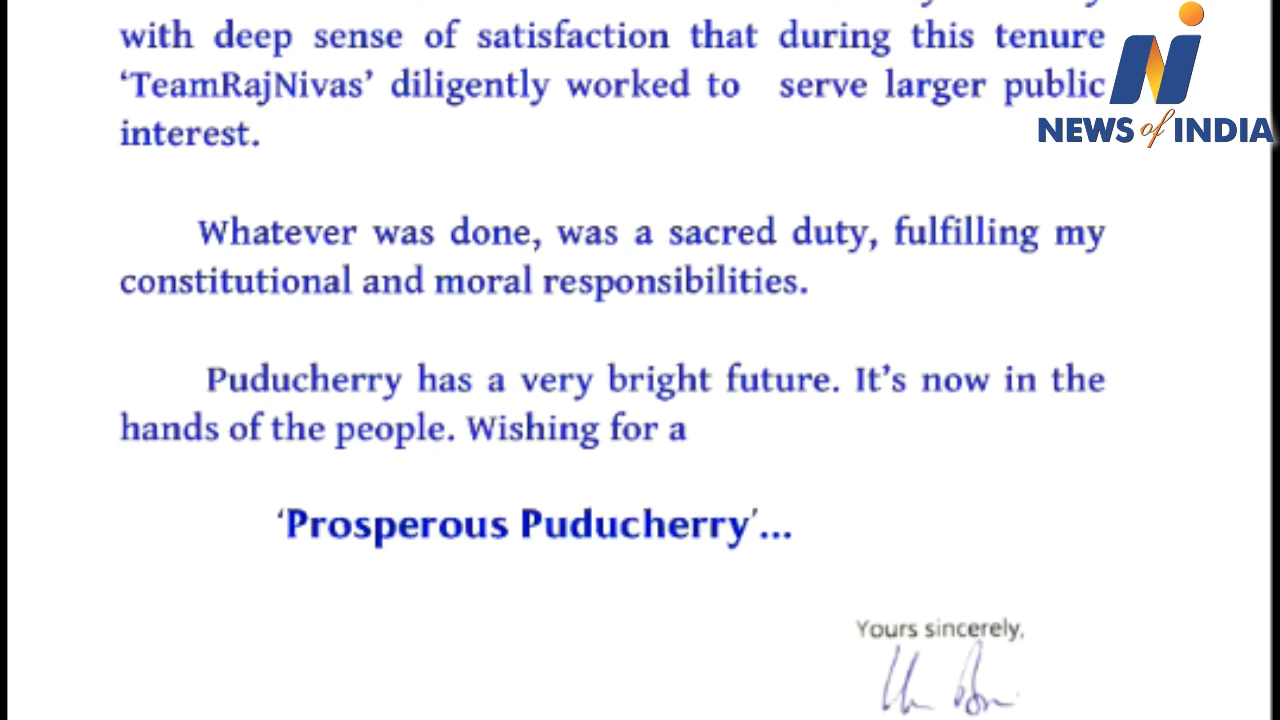 with deep sense of satisfaction that during this tenure
‘TeamRajNivas’ diligently worked to serve larger public
interest.
Whatever was done, was a sacred duty, fulfilling my
constitutional and moral responsibilities.
Puducherry has a very bright future. It’s now in the
hands of the people. Wishing for a
‘Prosperous Puducherry’...
Yours sincerely,
NEWS of INDIA